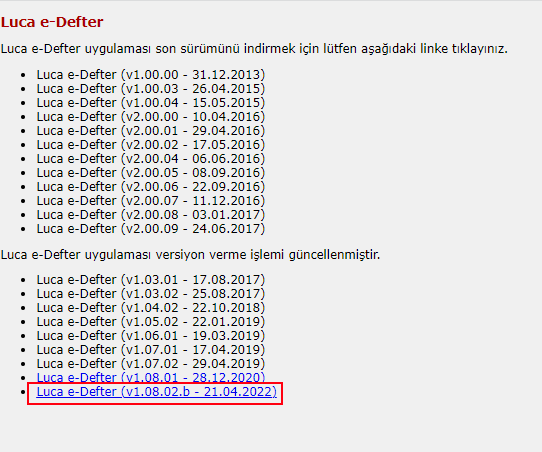 Luca e-Defter
Luca e-Defter uygulaması son sürümünü indirmek için lütfen aşağıdaki linke tıklayınız.
Luca e-Defter (v1.00.00 - 31.12.2013)
Luca e-Defter (v1.00.03 - 26.04.2015)
Luca e-Defter (v1.00.04 - 15.05.2015)
Luca e-Defter (v2.00.00 - 10.04.2016)
Luca e-Defter (v2.00.01 - 29.04.2016)
Luca e-Defter (v2.00.02 - 17.05.2016)
Luca e-Defter (v2.00.04 - 06.06.2016)
Luca e-Defter (v2.00.05 - 08.09.2016)
Luca e-Defter (v2.00.06 - 22.09.2016)
Luca e-Defter (v2.00.07 - 11.12.2016)
Luca e-Defter (v2.00.08 - 03.01.2017)
Luca e-Defter (v2.00.09 - 24.06.2017)
Luca e-Defter uygulaması versiyon verme işlemi güncellenmiştir.
Luca e-Defter (v1.03.01 - 17.08.2017)
Luca e-Defter (v1.03.02 - 25.08.2017)
Luca e-Defter (v1.04.02 - 22.10.2018)
Luca e-Defter (v1.05.02 - 22.01.2019)
Luca e-Defter (v1.06.01 - 19.03.2019)
Luca e-Defter (v1.07.01 - 17.04.2019)
Luca e-Defter (v1.07.02 - 29.04.2019)
Luca e-Defter (v1.08.01 - 28.12.2020)
Luca e-Defter (v1.08.02.b - 21.04.2022)